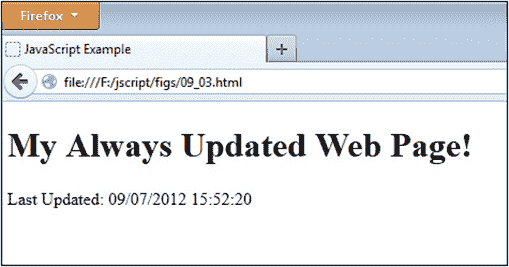 Firefox
JavaScript Example
file:///F:/jscript/figs/09_03.html
My Always Updated Web Page!
Last Updated: 09/07/2012 15:52:20